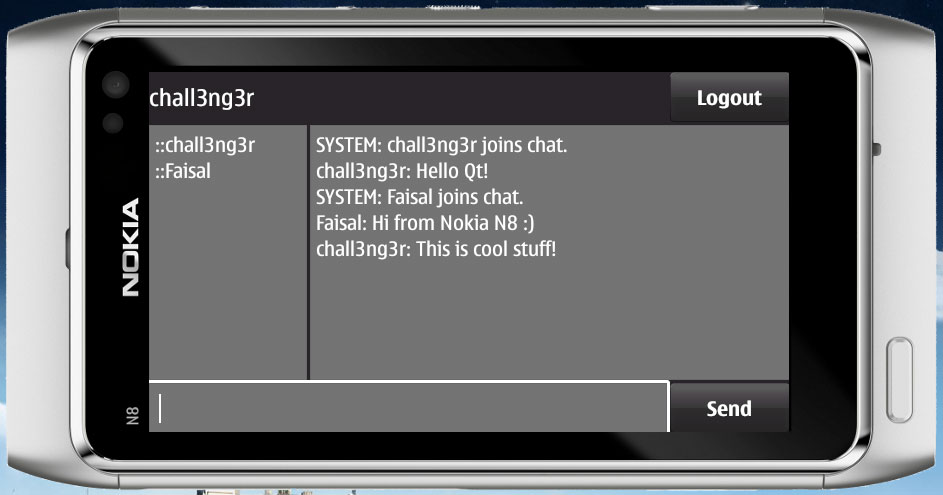 chall3ng3r
Logout
::chall3ng3r
::Faisal
SYSTEM: chall3ng3r joins chat.
chall3ng3r: Hello Qt!
SYSTEM: Faisal joins chat.
Faisal: Hi from Nokia N8 :)
chall3ng3r: This is cool stuff!
Send
NOKIA
N8